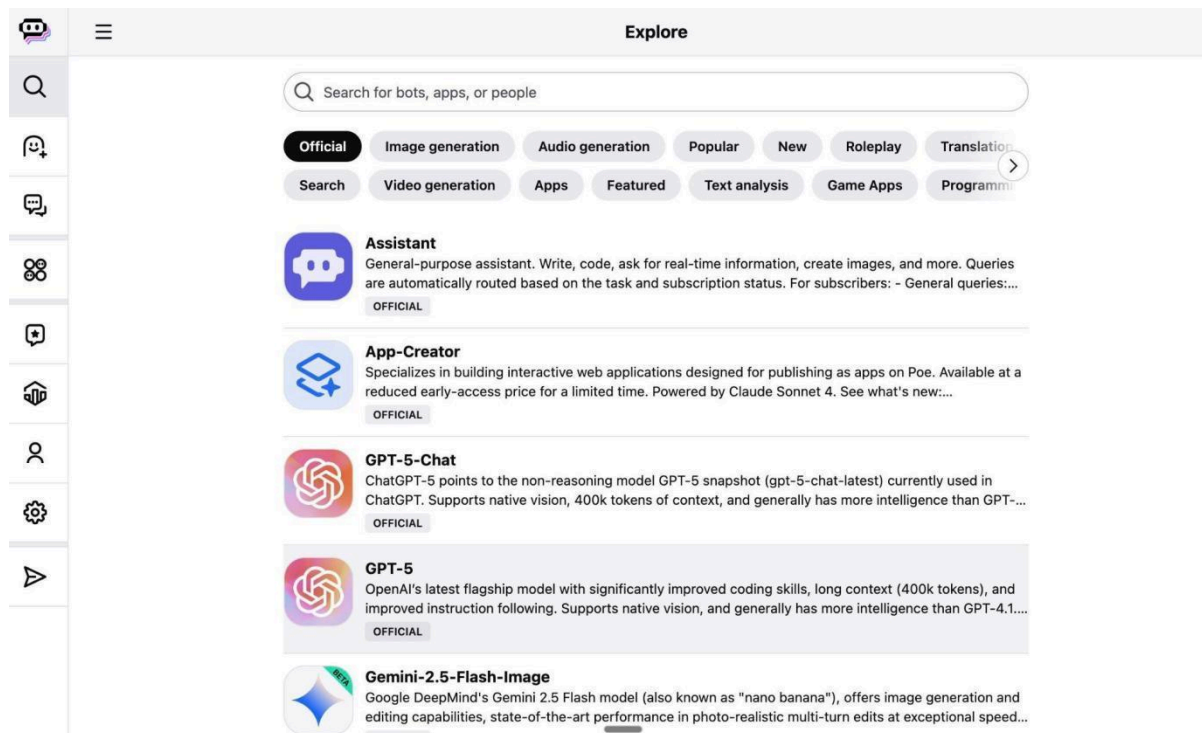 Explore
Search for bots, apps, or people
Official Image generation Audio generation Popular New Roleplay Translation
Search Video generation Apps Featured Text analysis Game Apps Programmi
Assistant
General-purpose assistant. Write, code, ask for real-time information, create images, and more. Queries
are automatically routed based on the task and subscription status. For subscribers: - General queries:...
OFFICIAL
App-Creator
Specializes in building interactive web applications designed for publishing as apps on Poe. Available at a
reduced early-access price for a limited time. Powered by Claude Sonnet 4. See what's new:...
OFFICIAL
GPT-5-Chat
ChatGPT-5 points to the non-reasoning model GPT-5 snapshot (gpt-5-chat-latest) currently used in
ChatGPT. Supports native vision, 400k tokens of context, and generally has more intelligence than GPT-...
OFFICIAL
GPT-5
OpenAI's latest flagship model with significantly improved coding skills, long context (400k tokens), and
improved instruction following. Supports native vision, and generally has more intelligence than GPT-4.1....
OFFICIAL
BETA
Gemini-2.5-Flash-Image
Google DeepMind's Gemini 2.5 Flash model (also known as "nano banana"), offers image generation and
editing capabilities, state-of-the-art performance in photo-realistic multi-turn edits at exceptional speed...